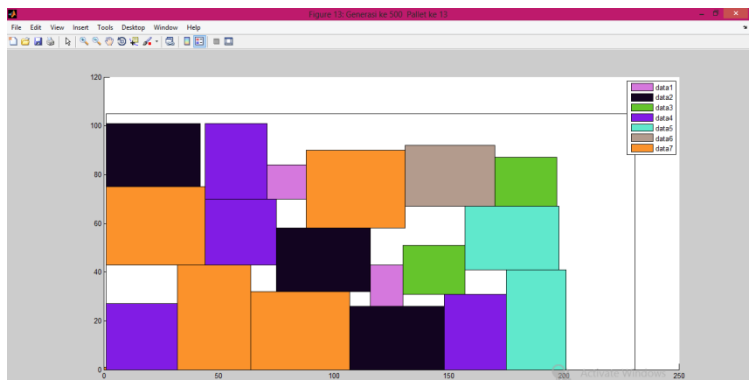 Figure 13: Generasi ke:500 Pallet ke 13
File Edit View Insert Tools Desktop Window Help
120
100
80
60
40
20
0
0 50 100 150 200 250
data1
data2
data3
data4
data5
data6
data7
Activate Windows